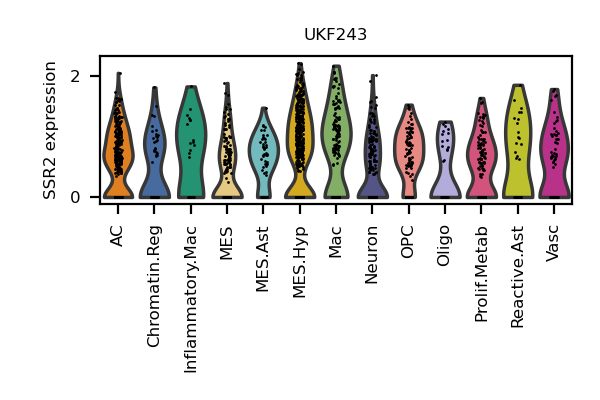 UKF243
SSR2 expression
2
0
AC
Chromatin.Reg
Inflammatory.Mac
MES
MES.Ast
MES.Hyp
Mac
Neuron
OPC
Oligo
Prolif.Metab
Reactive.Ast
Vasc